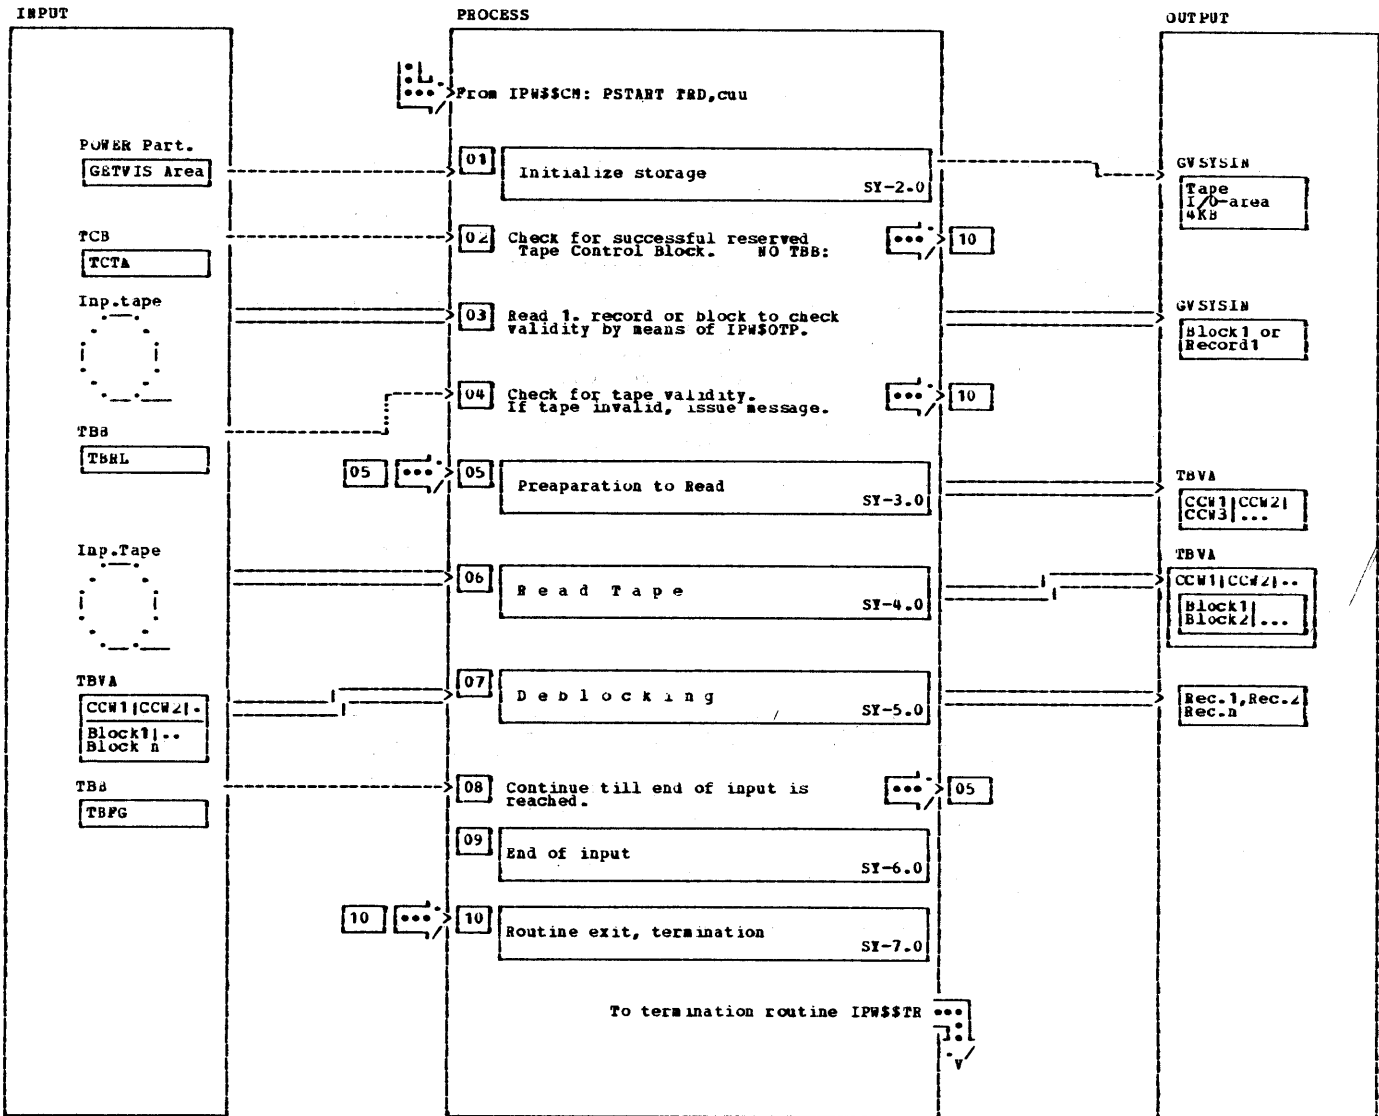 INPUT
PROCESS
OUTPUT
From IPW$$CM: PSTART TRD,cuu
POWER Part.
GETVIS Area
01
Initialize storage
SY-2.0
GVSYSIN
Tape
I/O-area
4KB
TCB
TCTA
02
Check for successful reserved
Tape Control Block. NO TBB:
10
Inp.tape
03
Read 1. record or block to check
validity by means of IPW$OTP.
GVSYSIN
Block1 or
Record1
04
Check for tape validity.
If tape invalid, issue message.
10
TBB
TBRL
05
05
Preaparation to Read
SY-3.0
TBVA
CCW1|CCW2|
CCW3|...
Inp.Tape
06
Read Tape
SY-4.0
TBVA
CCW1|CCW2|..
Block1|
Block2|...
TBVA
CCW1|CCW2|.
Block1|..
Block n
07
Deblocking
SY-5.0
Rec.1,Rec.2
Rec.n
TBB
TBFG
08
Continue till end of input is
reached.
05
09
End of input
SY-6.0
10
10
Routine exit, termination
SY-7.0
To termination routine IPW$$TR